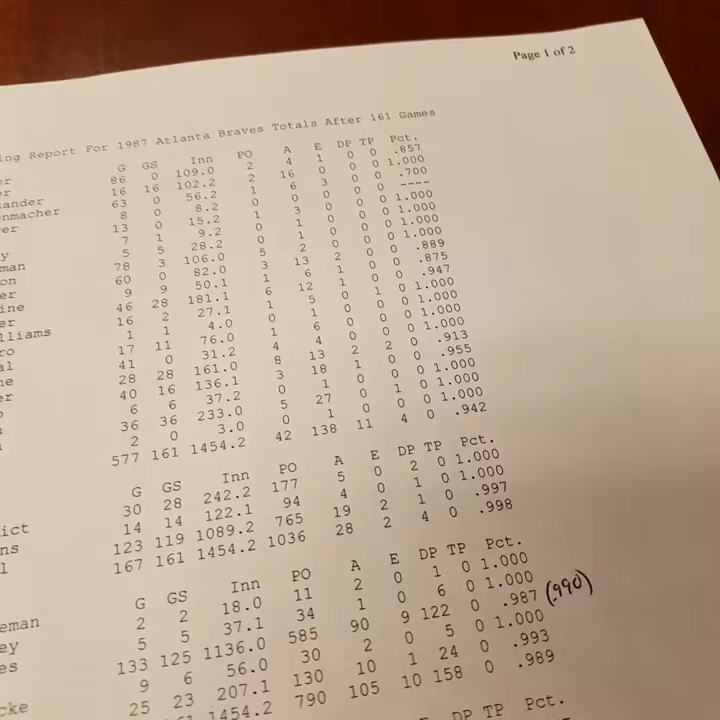 ing Report For 1987 Atlanta Braves Totals After 161 Games
Page 1 of 2
G GS Inn PO A E DP TP Pct.
er 86 0 109.0 2 4 1 0 0 .857
er 16 16 102.2 2 16 0 0 0 1.000
ander 63 0 56.2 1 6 3 0 0 .700
nmacher 8 0 8.2 0 0 0 0 0 ----
er 13 0 15.2 1 3 0 0 0 1.000
7 1 9.2 0 1 0 0 0 1.000
y 5 5 28.2 0 1 0 0 0 1.000
man 78 3 106.0 5 2 0 0 0 1.000
on 60 0 82.0 3 13 2 0 0 .889
er 9 9 50.1 1 6 1 0 0 .875
ine 46 28 181.1 6 12 1 1 0 .947
er 16 2 27.1 1 5 0 0 0 1.000
lliams 1 1 4.0 0 1 0 0 0 1.000
ro 17 11 76.0 6 0 0 0 1.000
al 41 0 31.2 4 4 0 0 0 1.000
ne 28 28 161.0 8 13 2 2 0 .913
er 40 16 136.1 3 18 1 0 0 .955
6 6 37.2 0 1 0 0 0 1.000
36 36 233.0 5 27 0 1 0 1.000
2 0 3.0 0 1 0 0 0 1.000
577 161 1454.2 42 138 11 4 0 .942
G GS Inn PO A E DP TP Pct.
ict 30 28 242.2 177 5 0 2 0 1.000
ns 14 14 122.1 94 4 0 1 0 1.000
l 123 119 1089.2 765 19 2 1 0 .997
167 161 1454.2 1036 28 2 4 0 .998
G GS Inn PO A E DP TP Pct.
eman 2 2 18.0 11 2 0 1 0 1.000
ey 5 5 37.1 34 1 0 6 0 1.000
es 133 125 1136.0 585 90 9 122 0 .987 (990)
9 6 56.0 30 2 0 5 0 1.000
cke 25 23 207.1 130 10 1 24 0 .993
161 1454.2 790 105 10 158 0 .989
DP TP Pct.